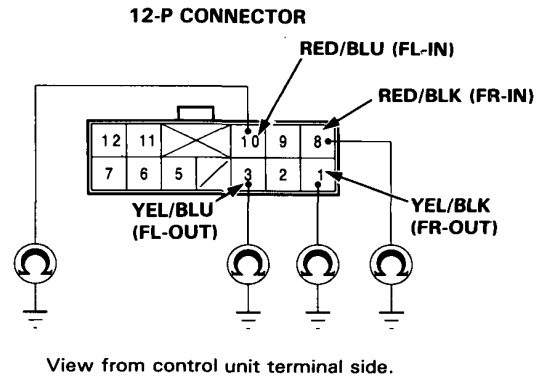 12-P CONNECTOR
RED/BLU (FL-IN)
RED/BLK (FR-IN)
12 11 10 9 8
7 6 5 3 2 1
YEL/BLU
(FL-OUT)
YEL/BLK
(FR-OUT)
Ω Ω Ω Ω
View from control unit terminal side.